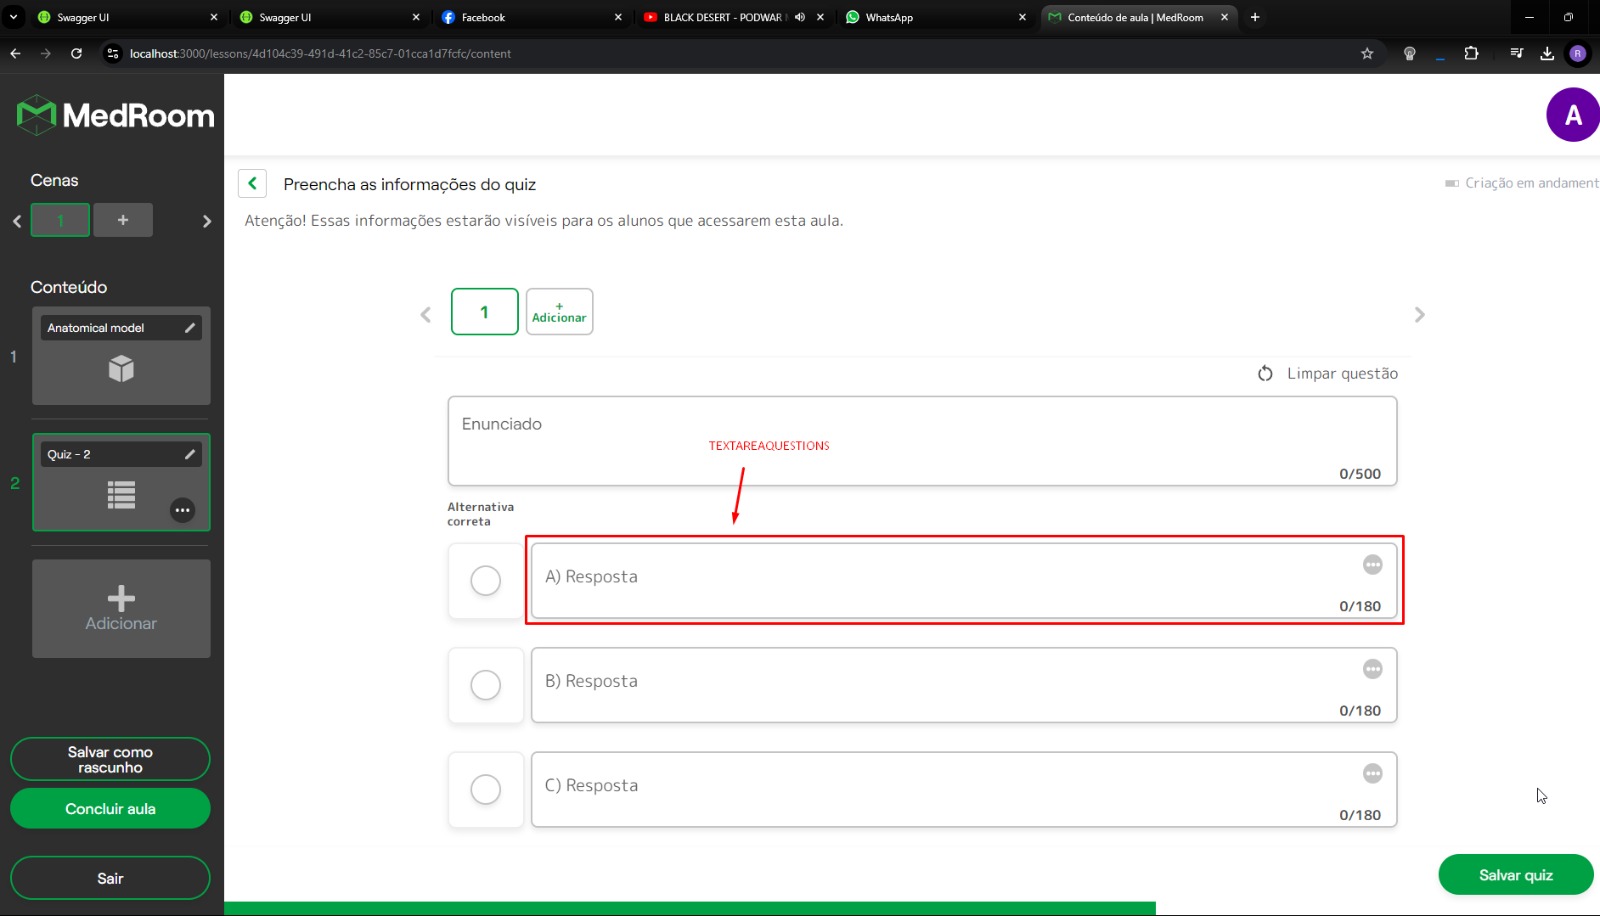 Swagger UI
Swagger UI
Facebook
BLACK DESERT - PODWAR
WhatsApp
Conteúdo de aula | MedRoom
localhost:3000/lessons/4d104c39-491d-41c2-85c7-01cca1d7fcfc/content
R
MedRoom
A
Cenas
1
+
Preencha as informações do quiz
Criação em andament
Atenção! Essas informações estarão visíveis para os alunos que acessarem esta aula.
Conteúdo
1
Anatomical model
2
Quiz - 2
Adicionar
1
+
Adicionar
Limpar questão
Enunciado
TEXTAREAQUESTIONS
0/500
Alternativa
correta
A) Resposta
0/180
B) Resposta
0/180
C) Resposta
0/180
Salvar como
rascunho
Concluir aula
Sair
Salvar quiz